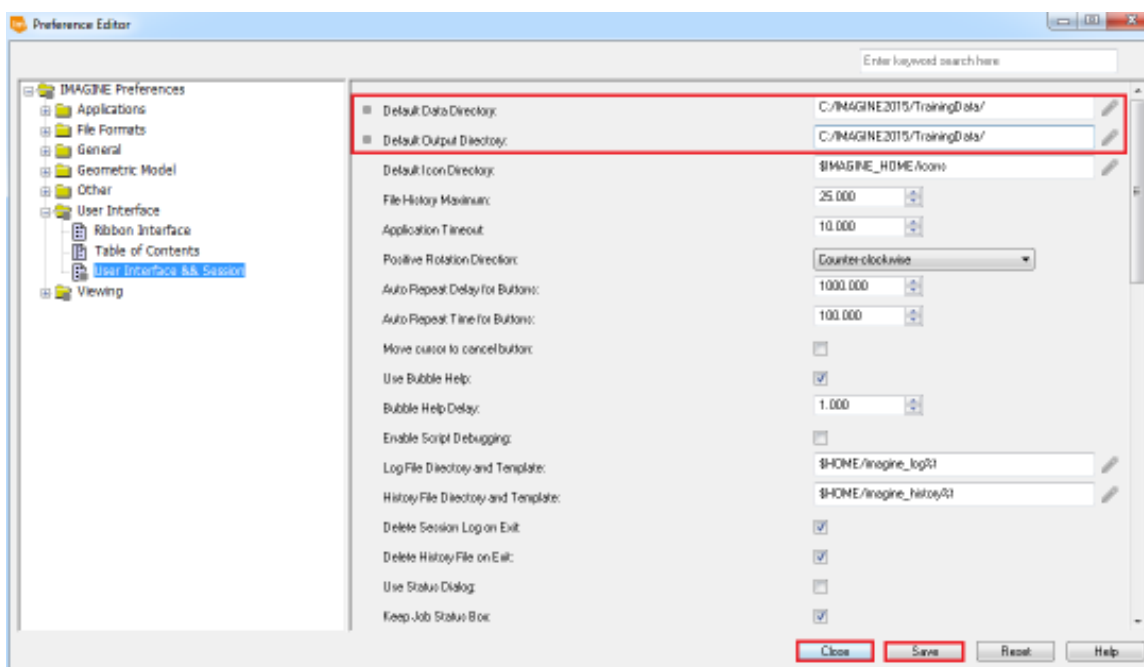 Preference Editor
Enter keyword search here
IMAGINE Preferences
Applications
File Formats
General
Geometric Model
Other
User Interface
Ribbon Interface
Table of Contents
User Interface && Session
Viewing
Default Data Directory: C:/IMAGINE2015/TrainingData/
Default Output Directory: C:/IMAGINE2015/TrainingData/
Default Icon Directory: $IMAGINE_HOME/icons
File History Maximum: 25.000
Application Timeout: 10.000
Positive Rotation Direction: Counter-clockwise
Auto Repeat Delay for Buttons: 1000.000
Auto Repeat Time for Buttons: 100.000
Move cursor to cancel button:
Use Bubble Help:
Bubble Help Delay: 1.000
Enable Script Debugging:
Log File Directory and Template: $HOME/imagine_log%1
History File Directory and Template: $HOME/imagine_history%1
Delete Session Log on Exit:
Delete History File on Exit:
Use Status Dialog:
Keep Job Status Box:
Close Save Reset Help